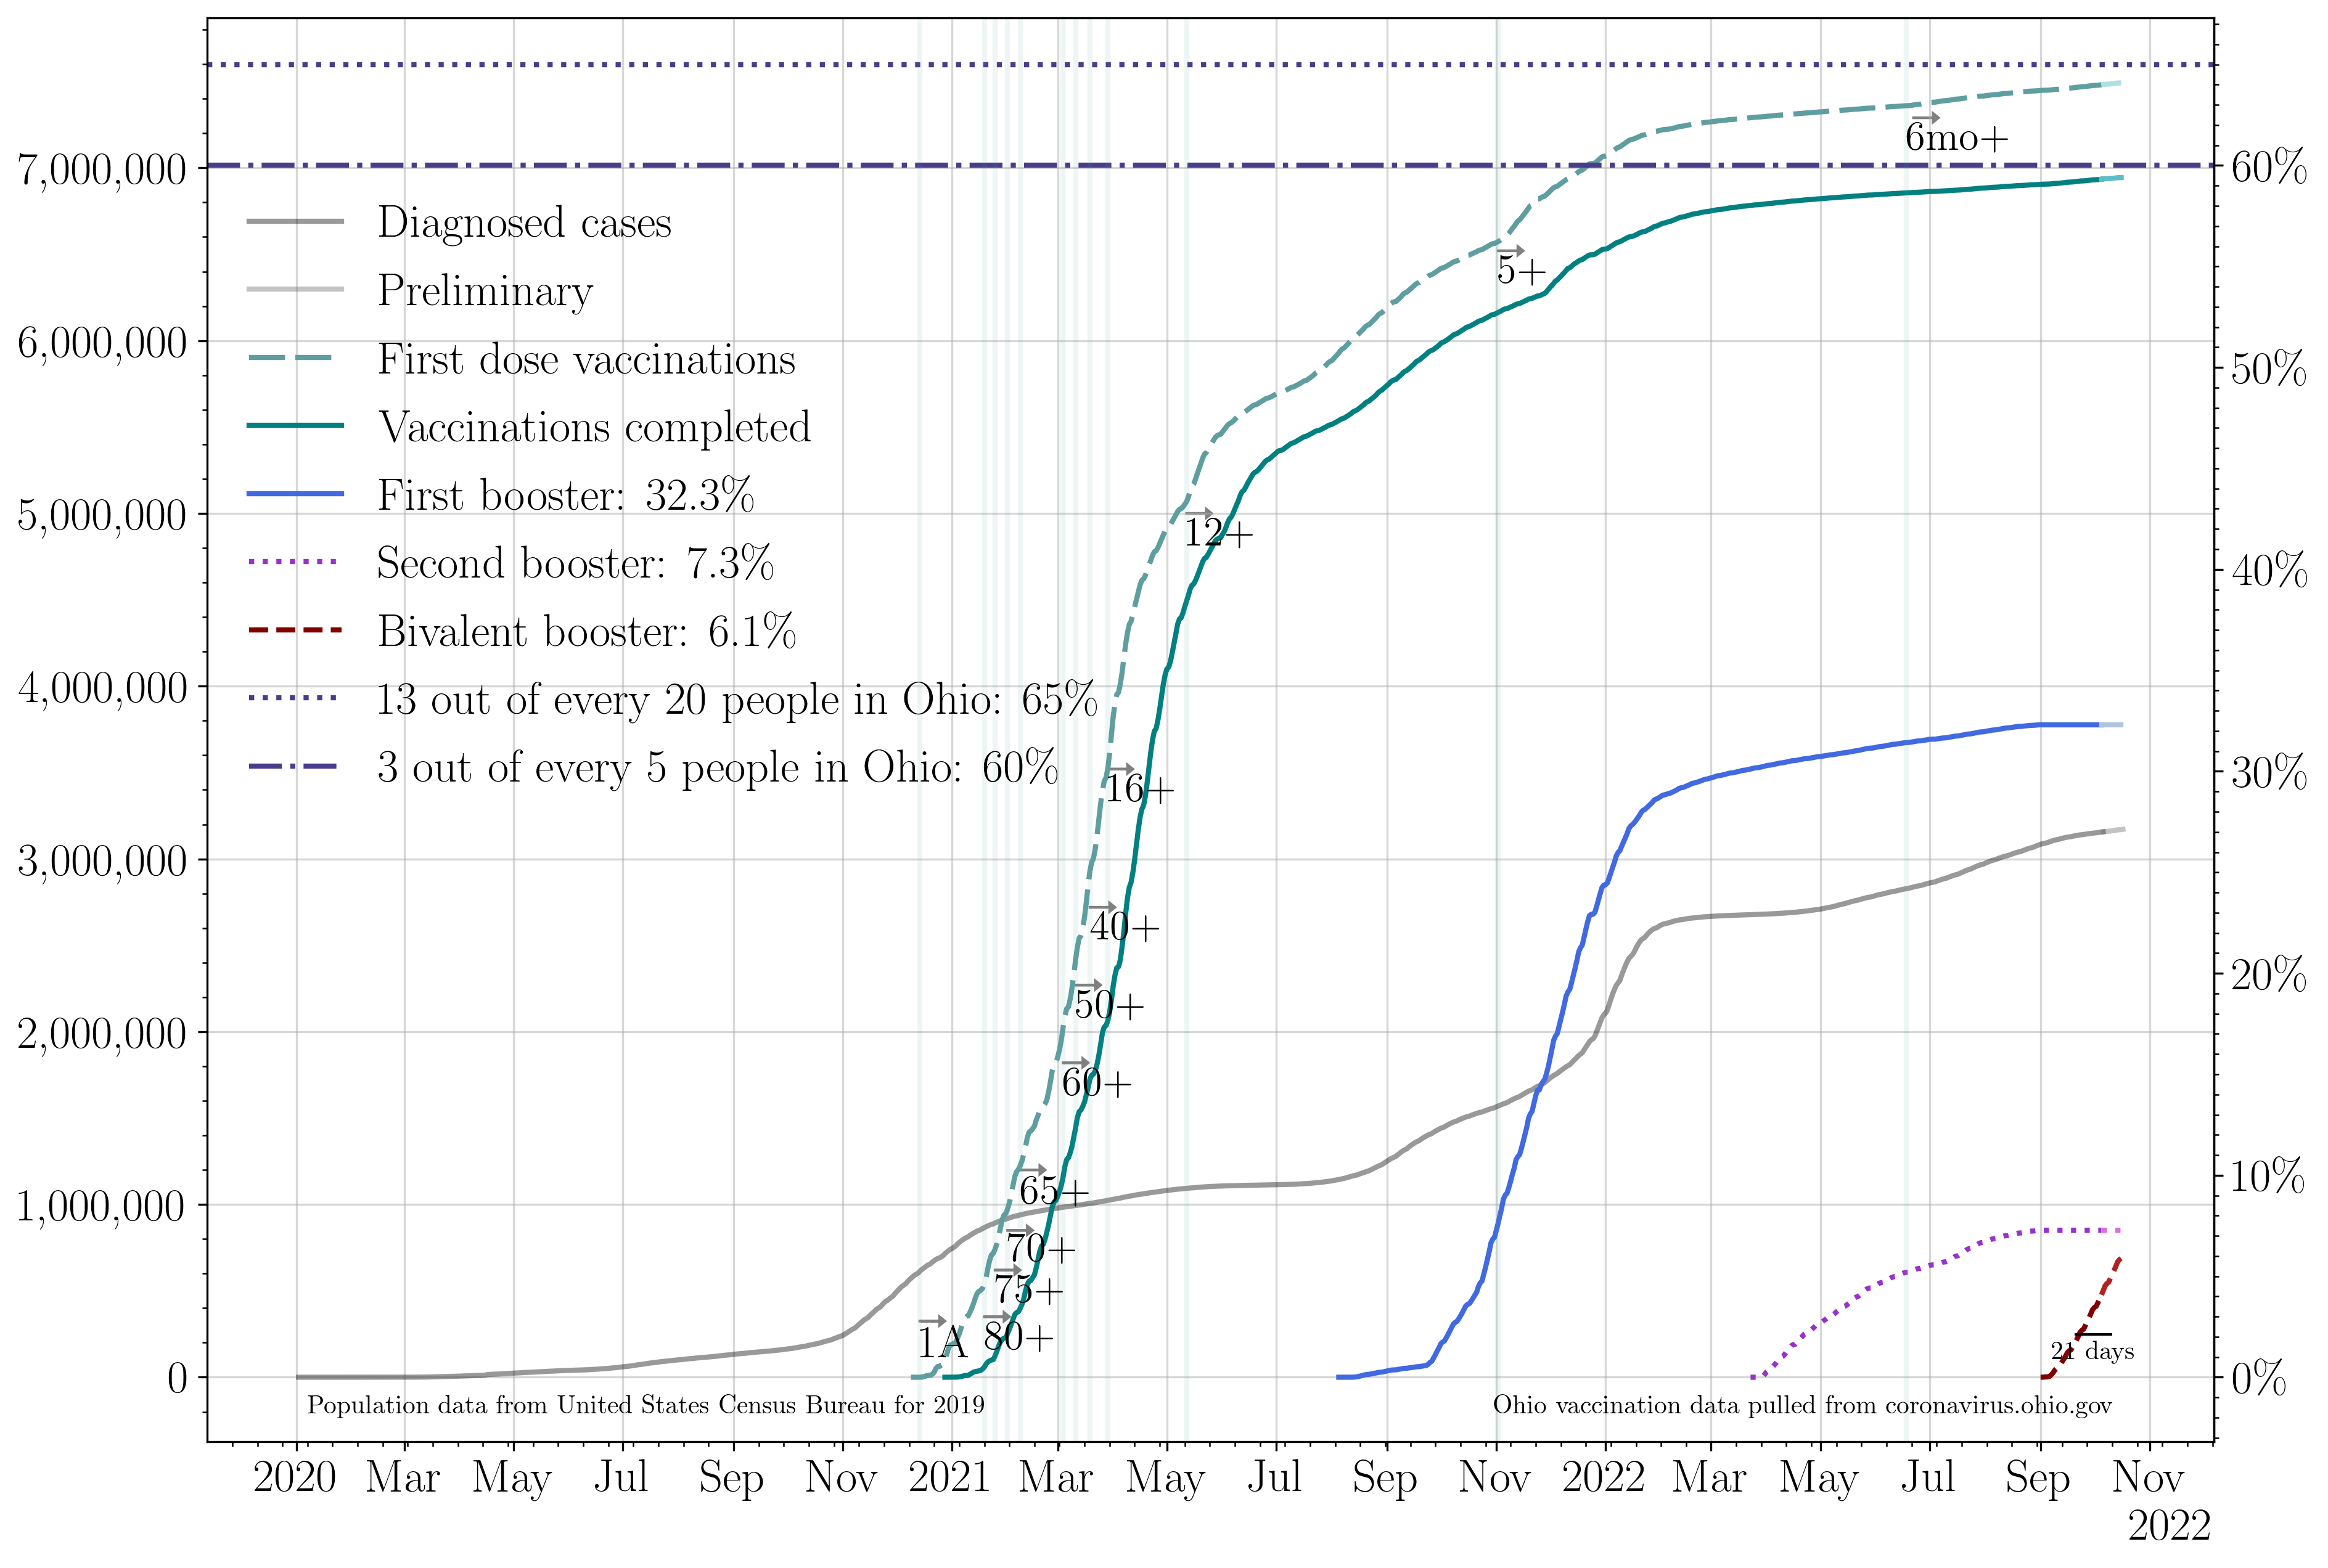 7,000,000
6,000,000
5,000,000
4,000,000
3,000,000
2,000,000
1,000,000
0
Diagnosed cases
Preliminary
First dose vaccinations
Vaccinations completed
First booster: 32.3%
Second booster: 7.3%
Bivalent booster: 6.1%
13 out of every 20 people in Ohio: 65%
3 out of every 5 people in Ohio: 60%
6mo+
5+
12+
16+
40+
50+
60+
65+
70+
75+
80+
1A
21 days
60%
50%
40%
30%
20%
10%
0%
Population data from United States Census Bureau for 2019
Ohio vaccination data pulled from coronavirus.ohio.gov
2020 Mar May Jul Sep Nov 2021 Mar May Jul Sep Nov 2022 Mar May Jul Sep Nov
2022